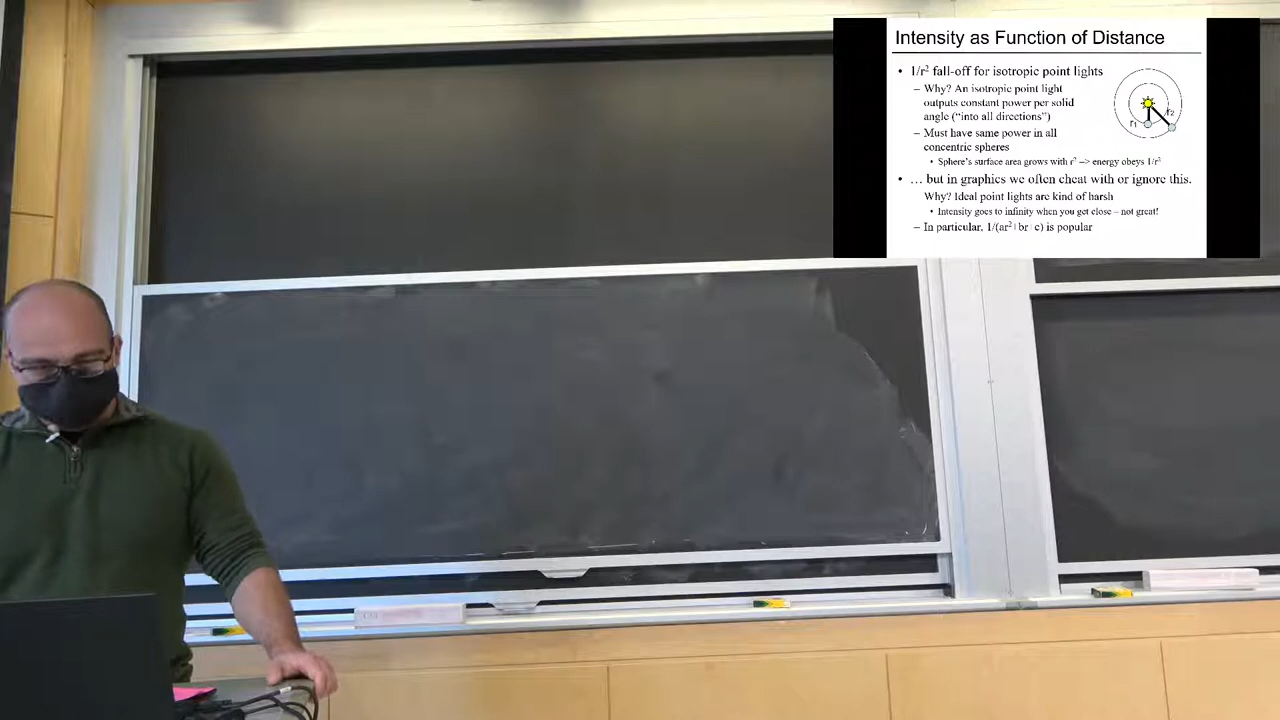 Intensity as Function of Distance
• 1/r² fall-off for isotropic point lights
– Why? An isotropic point light
outputs constant power per solid
angle (“into all directions”)
– Must have same power in all
concentric spheres
• Sphere's surface area grows with r² –> energy obeys 1/r²
• … but in graphics we often cheat with or ignore this.
Why? Ideal point lights are kind of harsh
• Intensity goes to infinity when you get close – not great!
– In particular, 1/(ar²+br+c) is popular
r₁
r₂